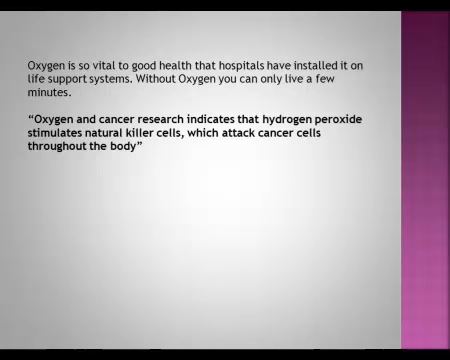 Oxygen is so vital to good health that hospitals have installed it on
life support systems. Without Oxygen you can only live a few
minutes.
“Oxygen and cancer research indicates that hydrogen peroxide
stimulates natural killer cells, which attack cancer cells
throughout the body”